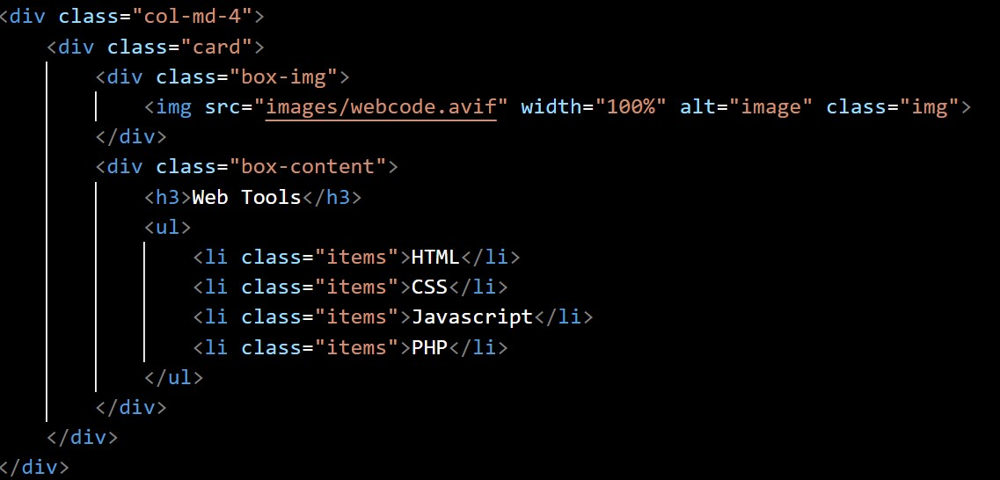 <div class="col-md-4">
    <div class="card">
        <div class="box-img">
            <img src="images/webcode.avif" width="100%" alt="image" class="img">
        </div>
        <div class="box-content">
            <h3>Web Tools</h3>
            <ul>
                <li class="items">HTML</li>
                <li class="items">CSS</li>
                <li class="items">Javascript</li>
                <li class="items">PHP</li>
            </ul>
        </div>
    </div>
</div>